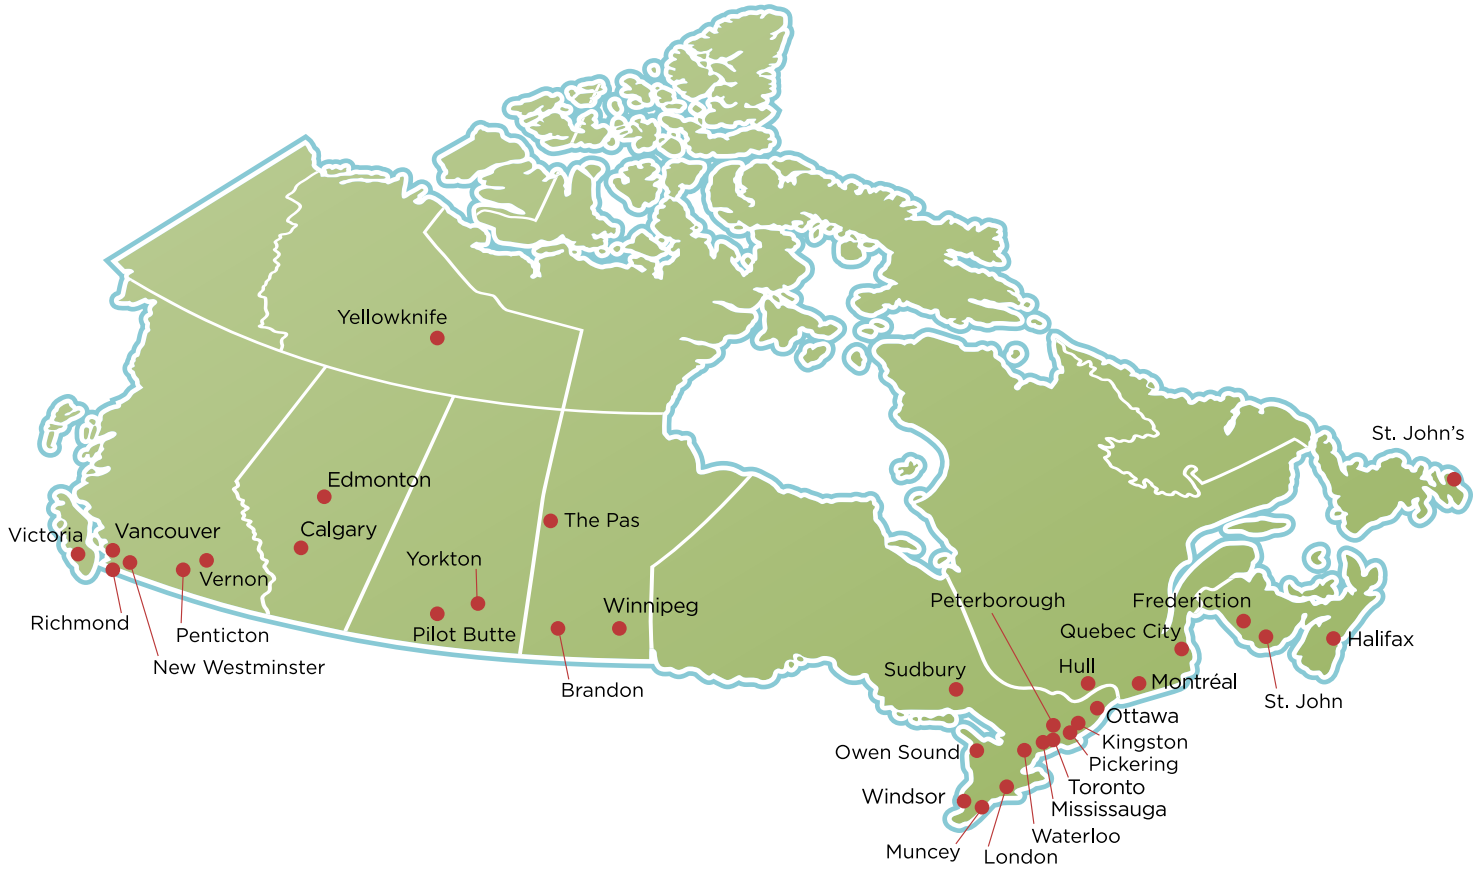 Yellowknife
St. John's
Edmonton
The Pas
Calgary
Vancouver
Victoria
Yorkton
Vernon
Peterborough
Frederiction
Winnipeg
Richmond
Penticton
Pilot Butte
Quebec City
Halifax
New Westminster
Sudbury
Hull
Montréal
Brandon
St. John
Ottawa
Kingston
Owen Sound
Pickering
Toronto
Windsor
Mississauga
Waterloo
Muncey
London